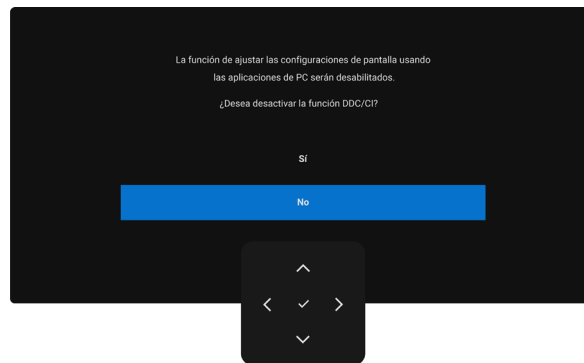 La función de ajustar las configuraciones de pantalla usando
las aplicaciones de PC serán desabilitados.
¿Desea desactivar la función DDC/CI?
Sí
No